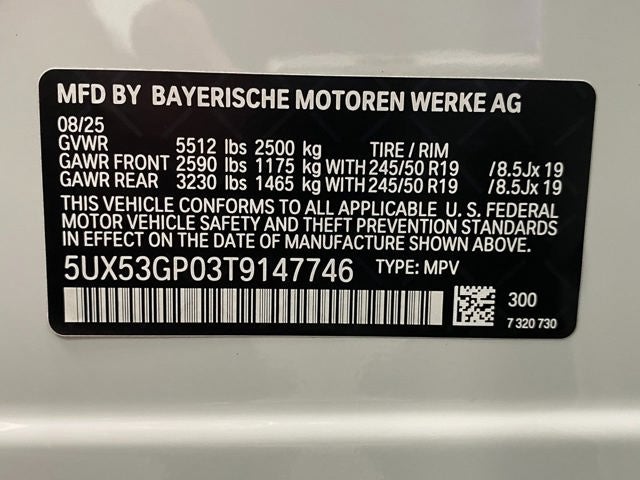 MFD BY BAYERISCHE MOTOREN WERKE AG
08/25
GVWR 5512 lbs 2500 kg TIRE / RIM
GAWR FRONT 2590 lbs 1175 kg WITH 245/50 R19 / 8.5Jx 19
GAWR REAR 3230 lbs 1465 kg WITH 245/50 R19 / 8.5Jx 19
THIS VEHICLE CONFORMS TO ALL APPLICABLE U. S. FEDERAL
MOTOR VEHICLE SAFETY AND THEFT PREVENTION STANDARDS
IN EFFECT ON THE DATE OF MANUFACTURE SHOWN ABOVE.
5UX53GP03T9147746 TYPE: MPV
300
7 320 730